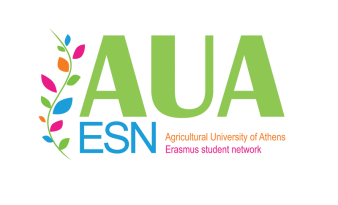 AUA
ESN
Agricultural University of Athens
Erasmus student network